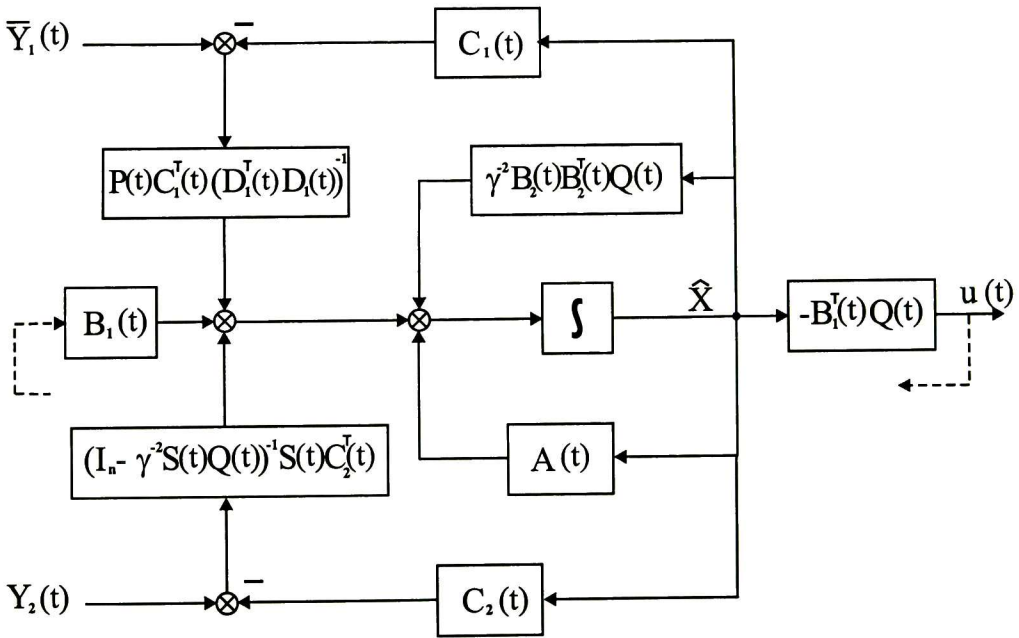 Y̅₁(t)
−
C₁(t)
P(t)C₁ᵀ(t)(D₁ᵀ(t)D₁(t))⁻¹
γ⁻²B₂(t)B₂ᵀ(t)Q(t)
B₁(t)
∫
X̂
-B₁ᵀ(t)Q(t)
u(t)
(Iₙ- γ⁻²S(t)Q(t))⁻¹S(t)C₂ᵀ(t)
A(t)
Y₂(t)
−
C₂(t)